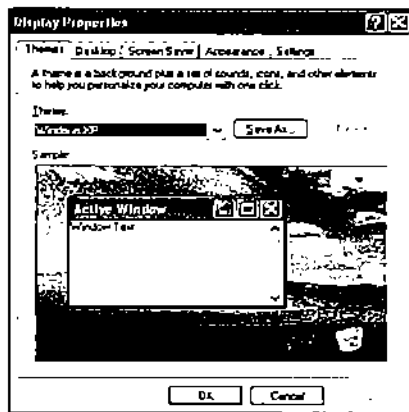 Display Properties
Themes Desktop Screen Saver Appearance Settings
A theme is a background plus a set of sounds, icons, and other elements
to help you personalize your computer with one click.
Theme:
Windows XP Save As...
Sample:
Active Window
Window Text
OK Cancel